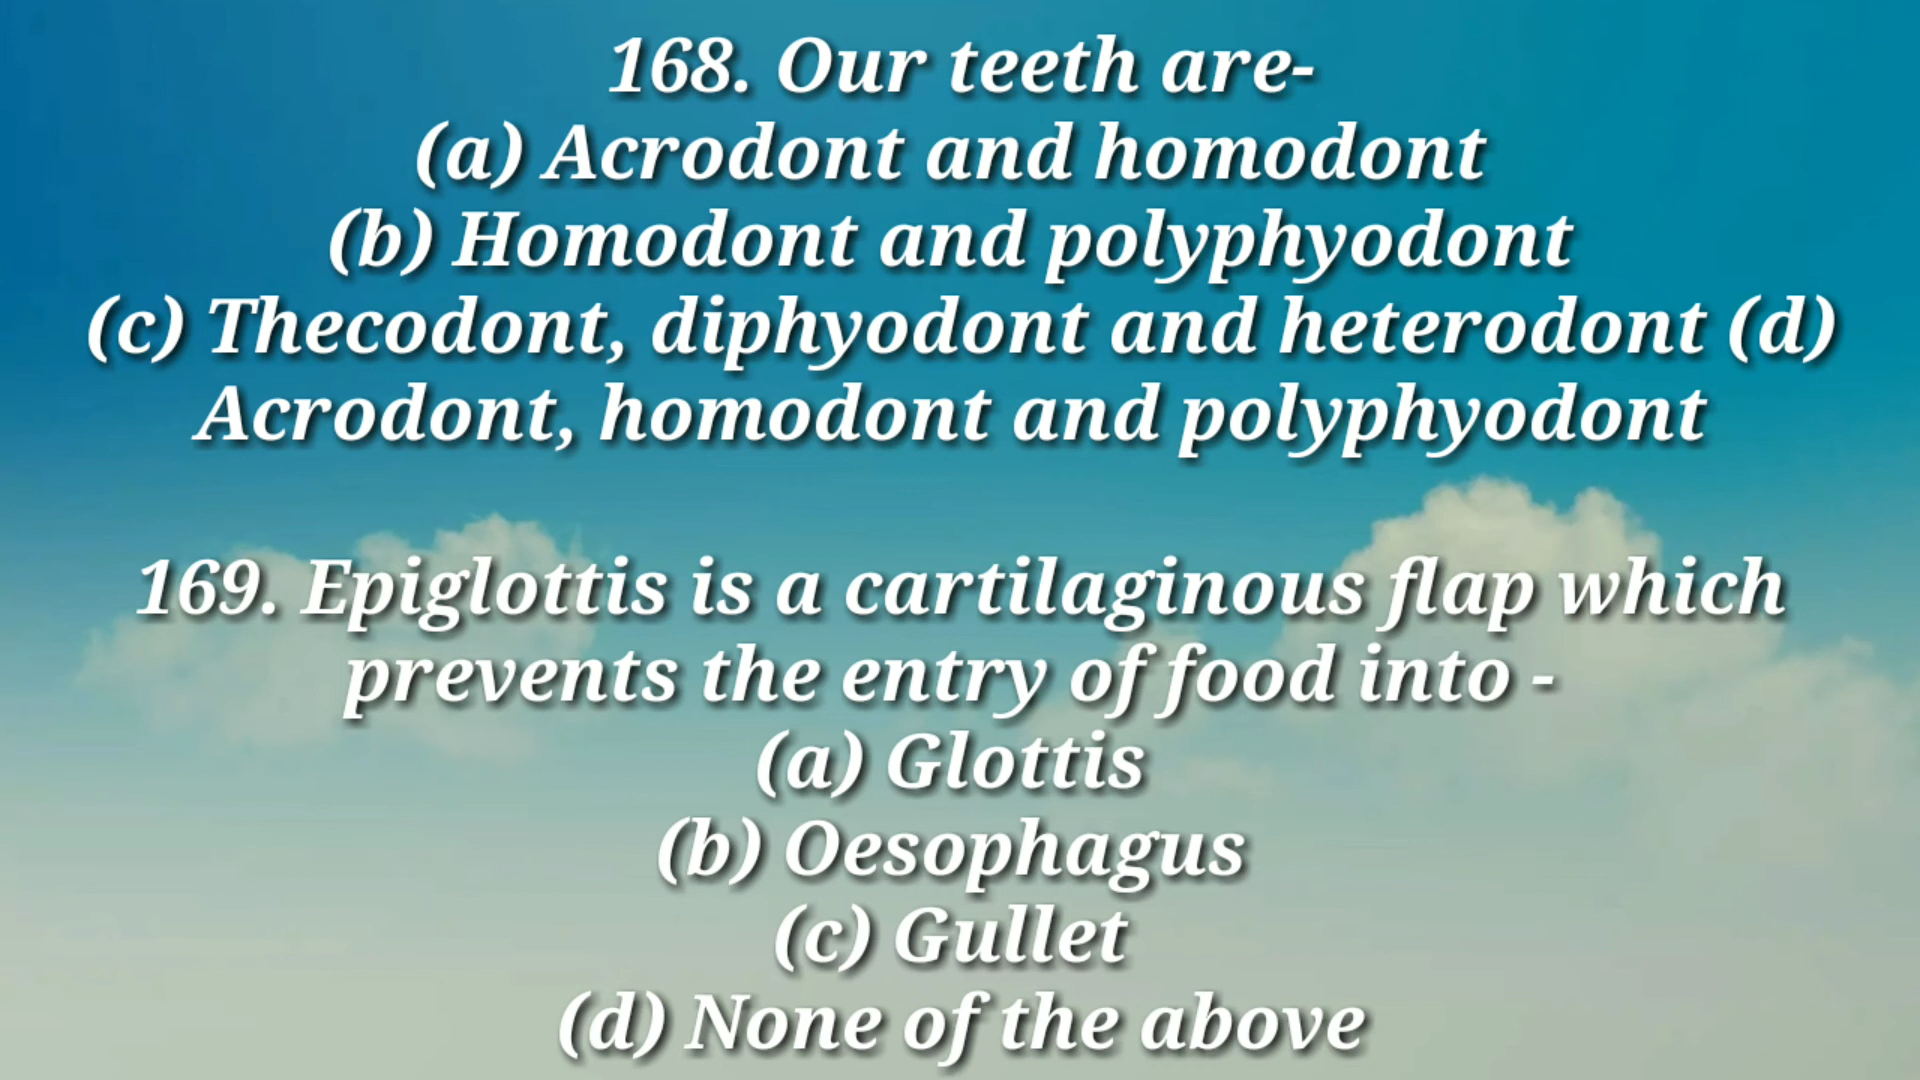 168. Our teeth are-
(a) Acrodont and homodont
(b) Homodont and polyphyodont
(c) Thecodont, diphyodont and heterodont (d)
Acrodont, homodont and polyphyodont
169. Epiglottis is a cartilaginous flap which
prevents the entry of food into -
(a) Glottis
(b) Oesophagus
(c) Gullet
(d) None of the above